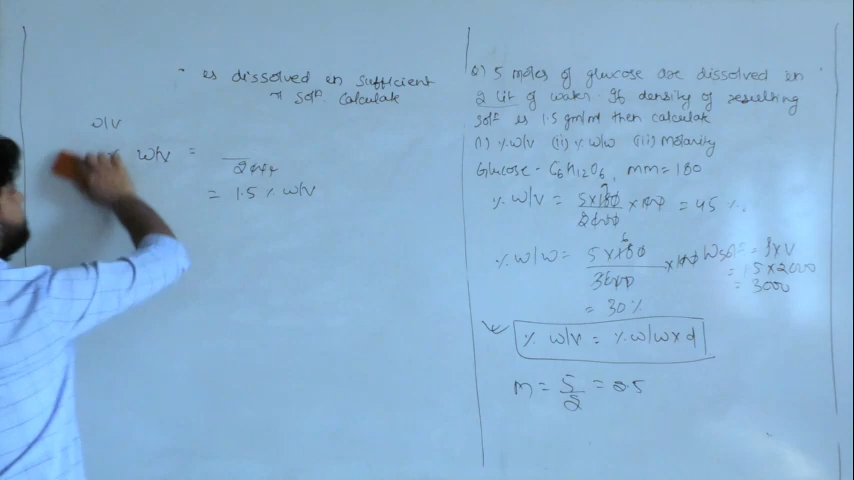 is dissolved in sufficient
soln. Calculate
w/v
% w/v =
= 1.5 % w/v
Q) 5 moles of glucose are dissolved in
2 lit of water. If density of resulting
soln is 1.5 gm/ml then calculate
(i) % w/v (ii) % w/w (iii) Molarity
Glucose - C6H12O6, mm = 180
% w/v = 5 x 180 / 2000 x 100 = 45 %
% w/w = 5 x 180 / 3000 x 100
Wsoln = d x V
= 1.5 x 2000
= 3000
= 30 %
% w/v = % w/w x d
M = 5/2 = 2.5